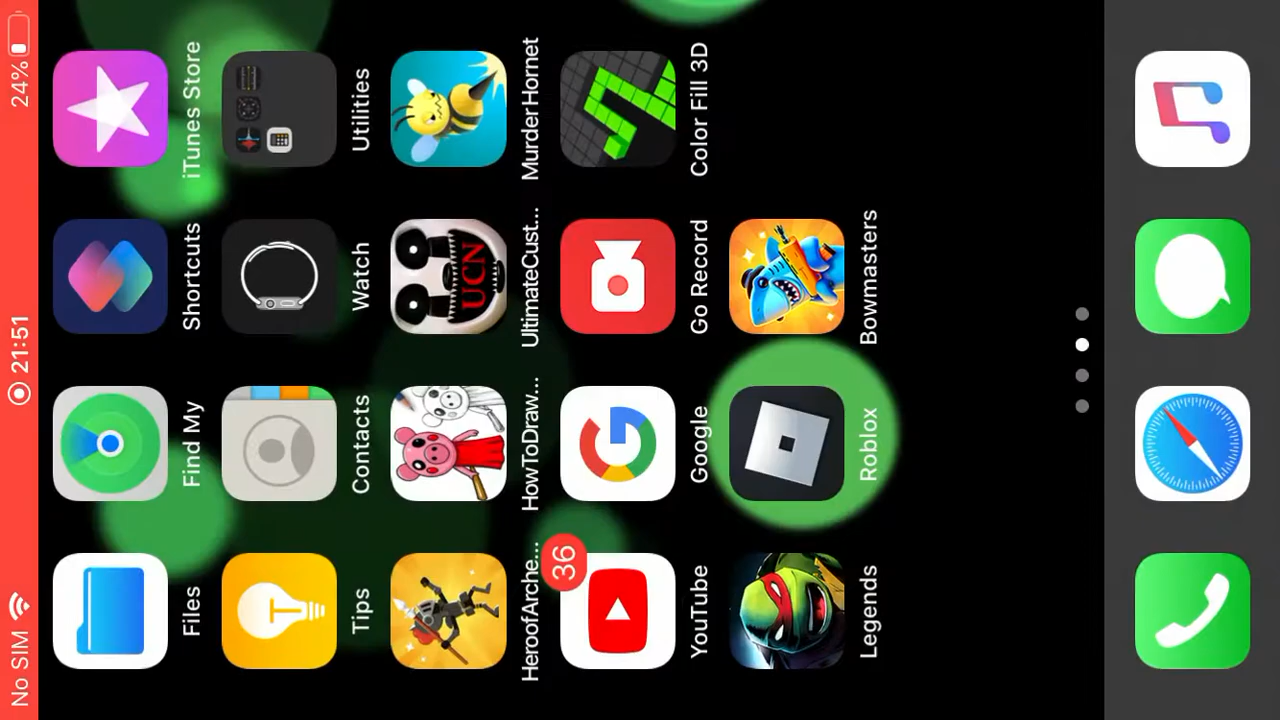 No SIM 21:51 24%
Files Find My Shortcuts iTunes Store
Tips Contacts Watch Utilities
UCN
HeroofArche... HowToDraw... UltimateCust... MurderHornet
36
YouTube Google Go Record Color Fill 3D
Legends Roblox Bowmasters